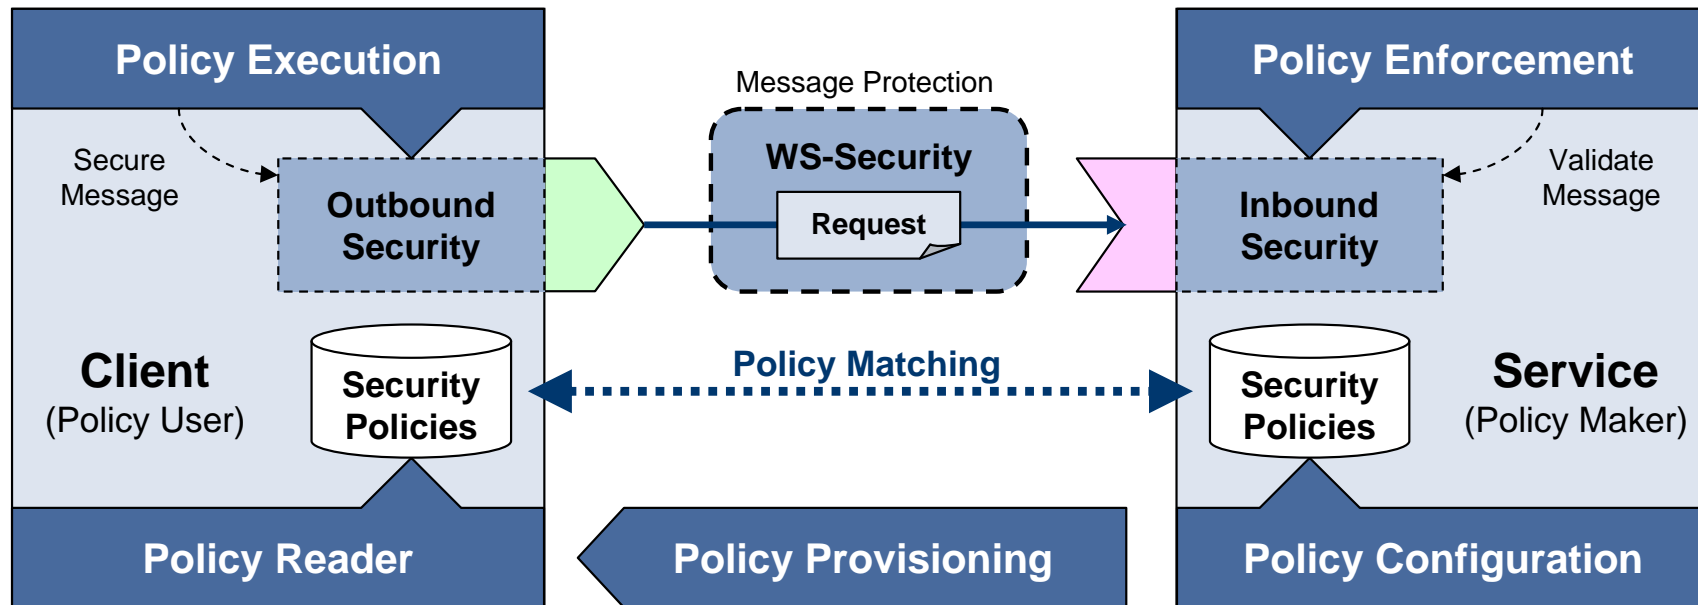 Policy Execution
Policy Enforcement
Message Protection
Secure
Message
Outbound
Security
WS-Security
Request
Inbound
Security
Validate
Message
Client
(Policy User)
Security
Policies
Policy Matching
Security
Policies
Service
(Policy Maker)
Policy Reader
Policy Provisioning
Policy Configuration